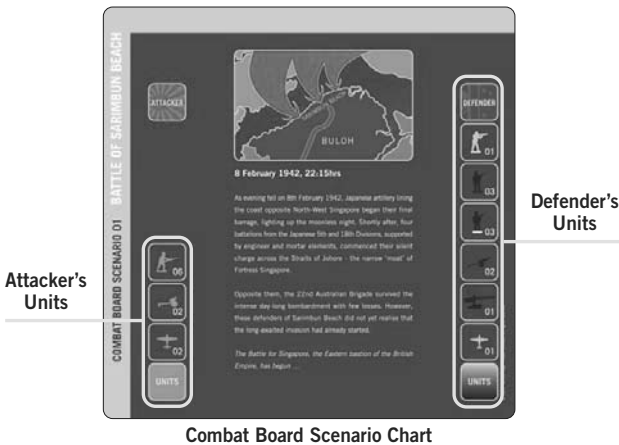 COMBAT BOARD SCENARIO 01 BATTLE OF SARIMBUN BEACH
ATTACKER
SARIMBUN BEACH
BULOH
DEFENDER
8 February 1942, 22:15hrs
As evening fell on 8th February 1942, Japanese artillery lining
the coast opposite North-West Singapore began their final
barrage, lighting up the moonless night. Shortly after, four
battalions from the Japanese 5th and 18th Divisions, supported
by engineer and mortar elements, commenced their silent
charge across the Straits of Johore - the narrow 'moat' of
Fortress Singapore.
Opposite them, the 22nd Australian Brigade survived the
intense day-long bombardment with few losses. However,
these defenders of Sarimbun Beach did not yet realise that
the long-awaited invasion had already started.
The Battle for Singapore, the Eastern bastion of the British
Empire, has begun ...
06
02
02
UNITS
01
03
03
02
01
01
UNITS
Attacker's
Units
Defender's
Units
Combat Board Scenario Chart